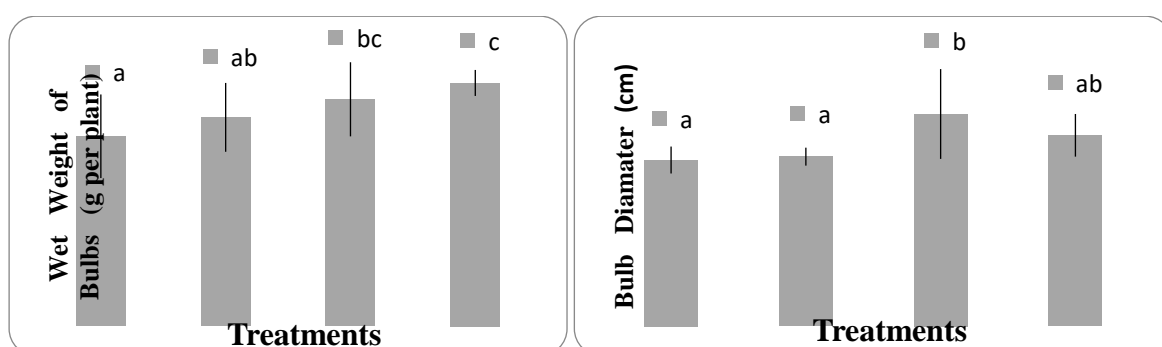 Wet Weight of
Bulbs (g per plant)
a
ab
bc
c
Treatments
Bulb Diamater (cm)
a
a
b
ab
Treatments